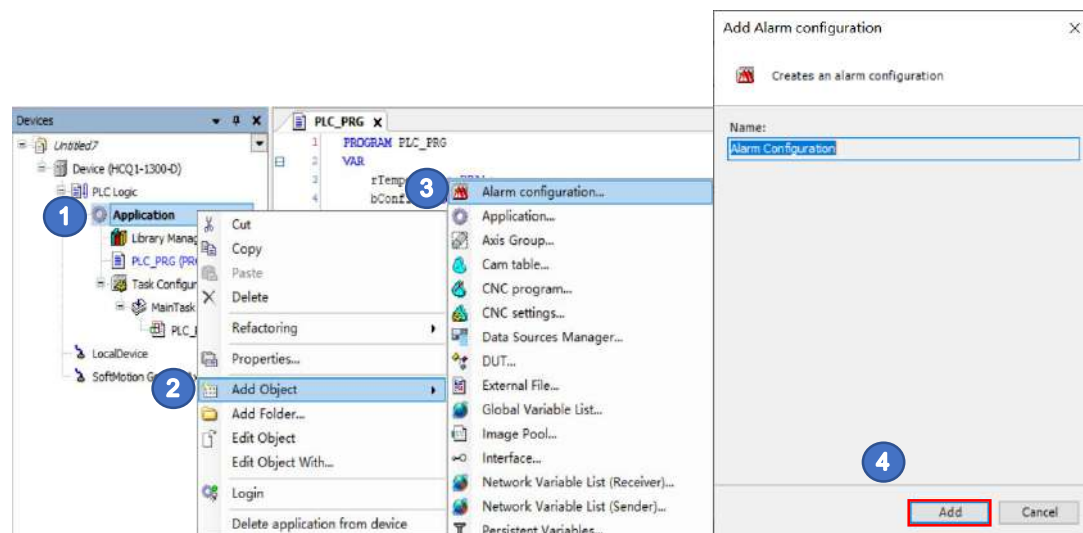 Devices
Untitled7
Device (HCQ1-1300-D)
PLC Logic
1
Application
Library Manag
PLC_PRG (PR
Task Configur
MainTask
PLC_
LocalDevice
SoftMotion G
PLC_PRG X
1 PROGRAM PLC_PRG
2 VAR
3 rTemp
4 bConf
Cut
Copy
Paste
Delete
Refactoring
Properties...
2
Add Object
Add Folder...
Edit Object
Edit Object With...
Login
Delete application from device
3
Alarm configuration...
Application...
Axis Group...
Cam table...
CNC program...
CNC settings...
Data Sources Manager...
DUT...
External File...
Global Variable List...
Image Pool...
Interface...
Network Variable List (Receiver)...
Network Variable List (Sender)...
Persistent Variables...
Add Alarm configuration
Creates an alarm configuration
Name:
Alarm Configuration
4
Add
Cancel